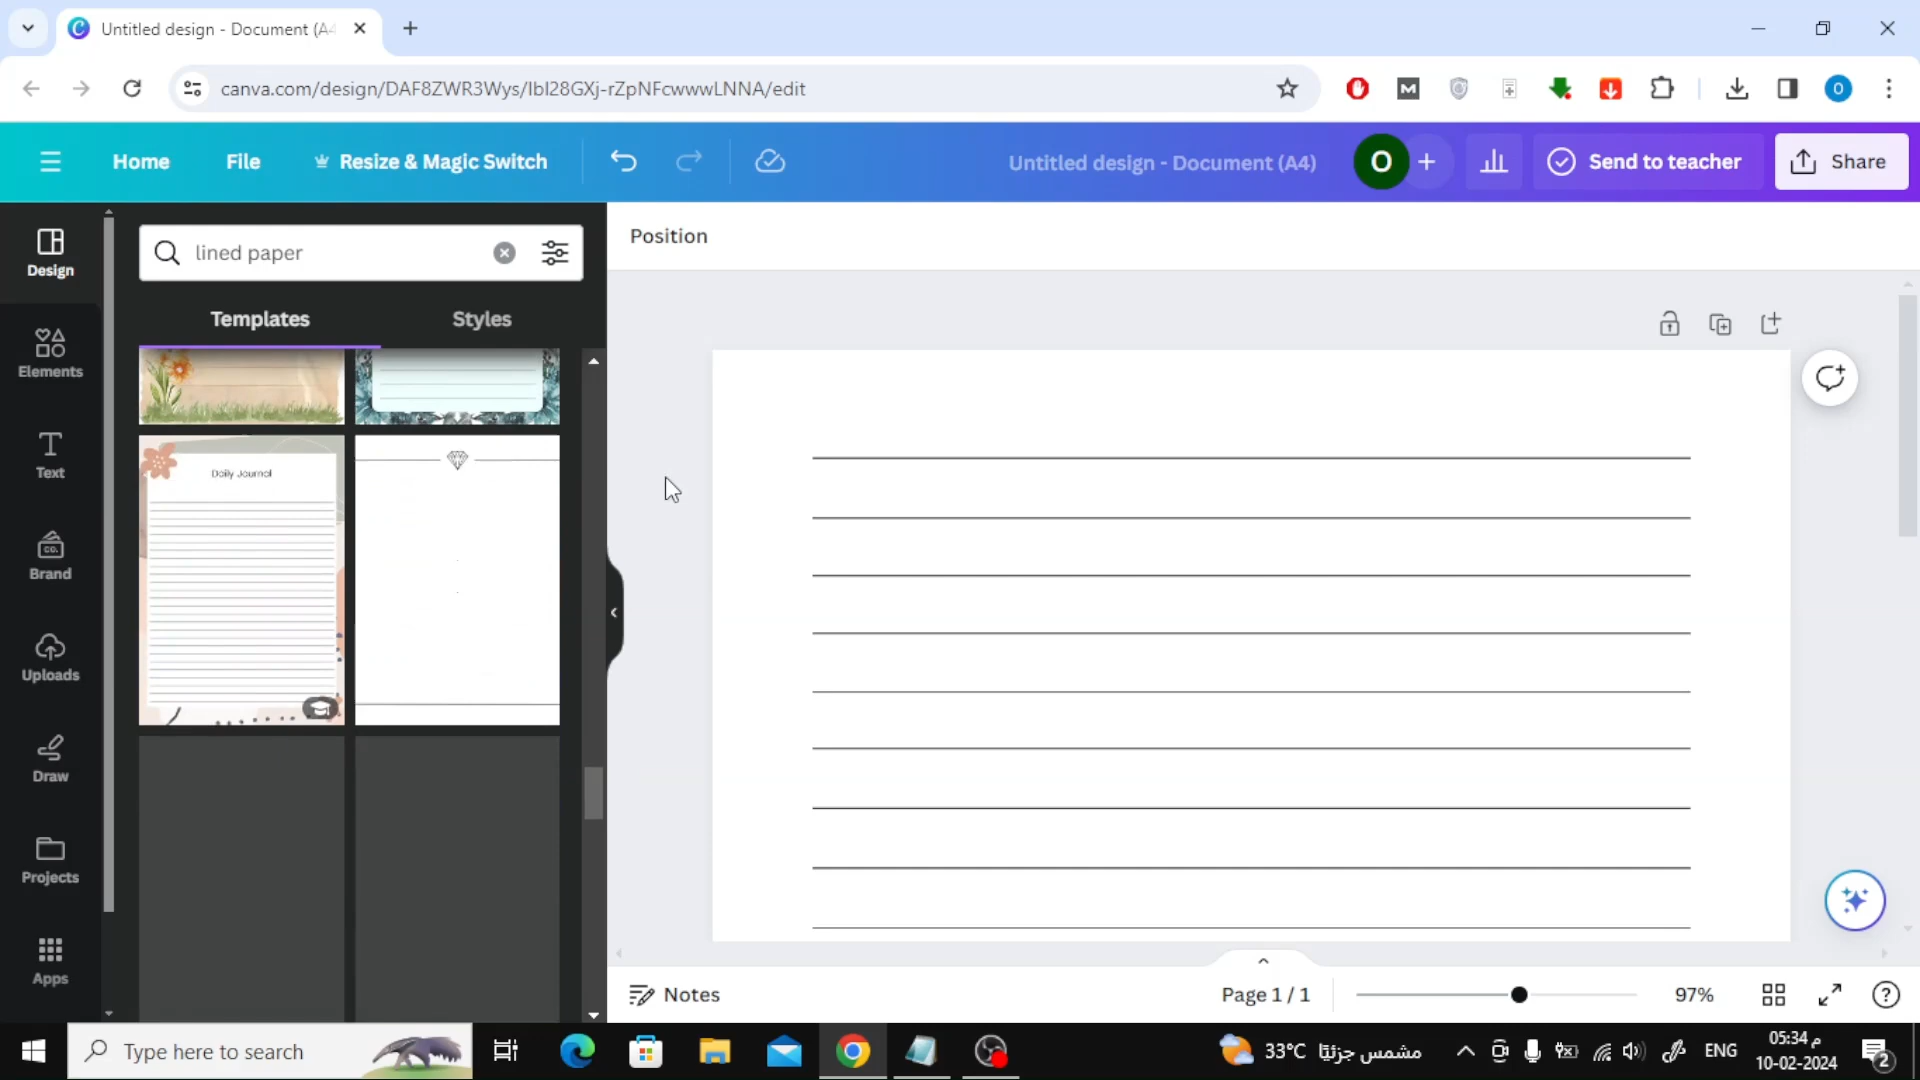 Untitled design - Document (A4
canva.com/design/DAF8ZWR3Wys/lbl28GXj-rZpNFcwwwLNNA/edit
O
Home
File
Resize & Magic Switch
Untitled design - Document (A4)
O
Send to teacher
Share
Design
Elements
Text
Brand
CO.
Uploads
Draw
Projects
Apps
lined paper
Templates
Styles
Daily Journal
Position
Notes
Page 1 / 1
97%
Type here to search
33°C مشمس جزئيًا
ENG
05:34 م
10-02-2024
2